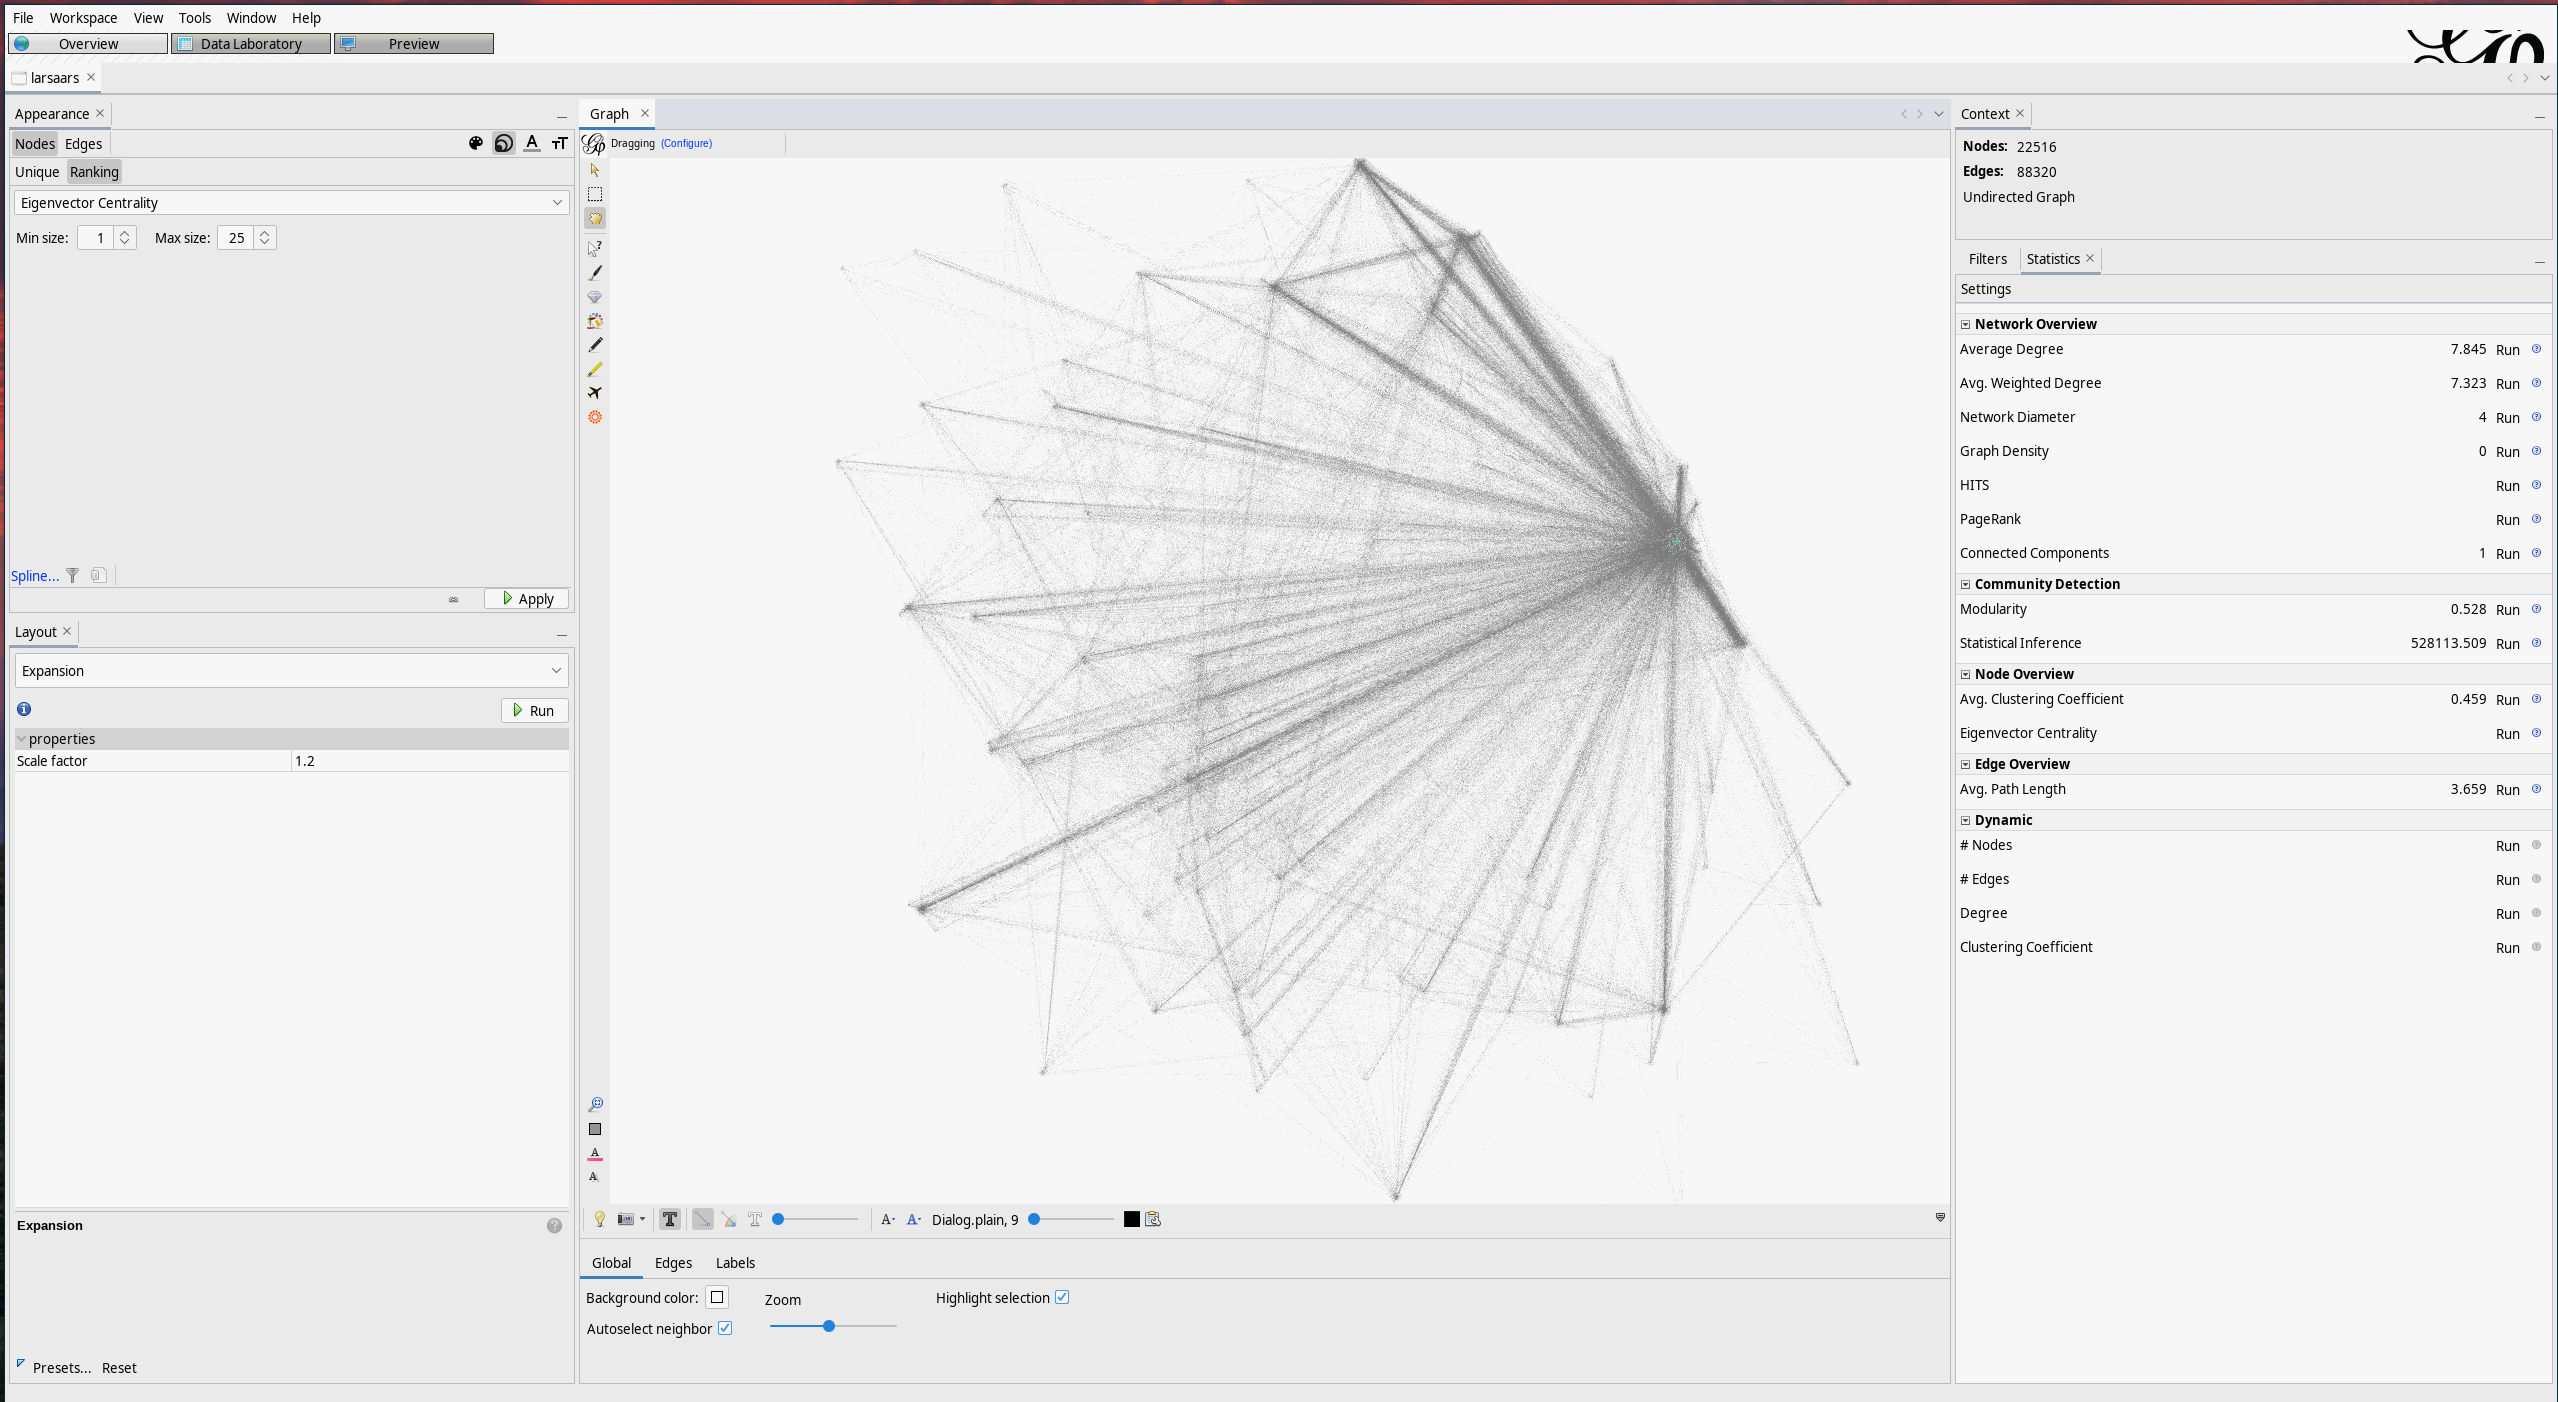 File Workspace View Tools Window Help
Overview Data Laboratory Preview
larsaars
Appearance
Nodes Edges
Unique Ranking
Eigenvector Centrality
Min size: 1 Max size: 25
Spline...
Apply
Layout
Expansion
Run
properties
Scale factor 1.2
Expansion
Presets... Reset
Graph
Dragging (Configure)
Dialog.plain, 9
Global Edges Labels
Background color: Zoom Highlight selection
Autoselect neighbor
Context
Nodes: 22516
Edges: 88320
Undirected Graph
Filters Statistics
Settings
Network Overview
Average Degree 7.845 Run
Avg. Weighted Degree 7.323 Run
Network Diameter 4 Run
Graph Density 0 Run
HITS Run
PageRank Run
Connected Components 1 Run
Community Detection
Modularity 0.528 Run
Statistical Inference 528113.509 Run
Node Overview
Avg. Clustering Coefficient 0.459 Run
Eigenvector Centrality Run
Edge Overview
Avg. Path Length 3.659 Run
Dynamic
# Nodes Run
# Edges Run
Degree Run
Clustering Coefficient Run